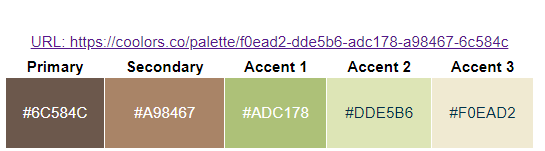 URL: https://coolors.co/palette/f0ead2-dde5b6-adc178-a98467-6c584c
Primary Secondary Accent 1 Accent 2 Accent 3
#6C584C #A98467 #ADC178 #DDE5B6 #F0EAD2